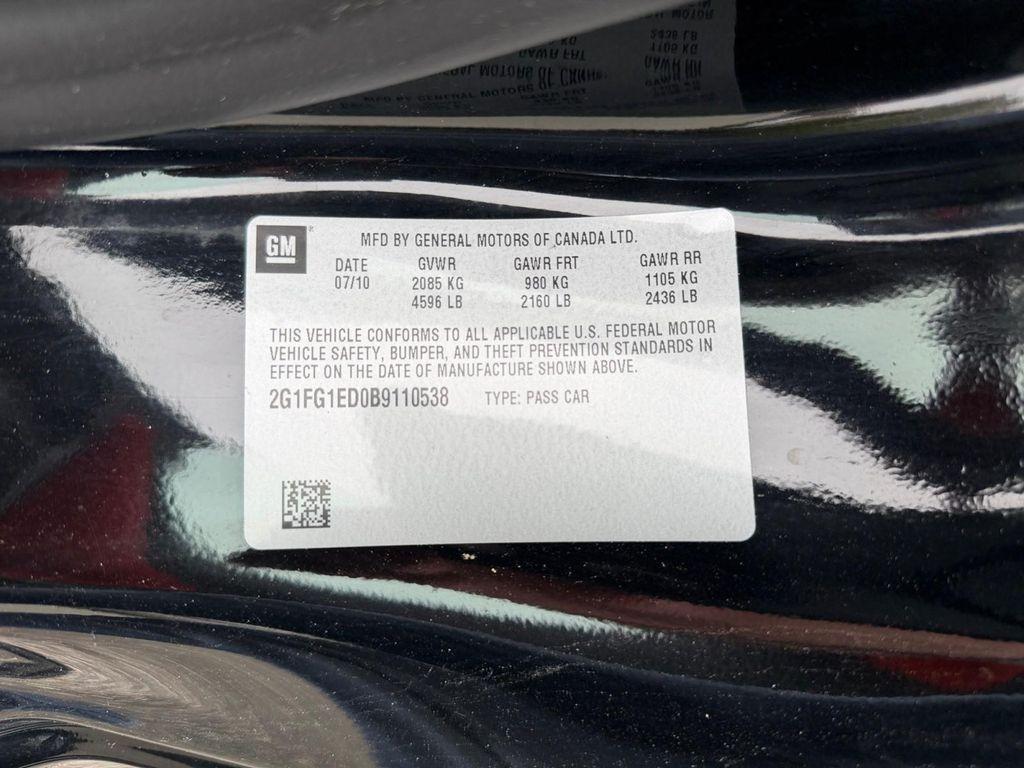 GM
MFD BY GENERAL MOTORS OF CANADA LTD.
DATE GVWR GAWR FRT GAWR RR
07/10 2085 KG 980 KG 1105 KG
4596 LB 2160 LB 2436 LB
THIS VEHICLE CONFORMS TO ALL APPLICABLE U.S. FEDERAL MOTOR
VEHICLE SAFETY, BUMPER, AND THEFT PREVENTION STANDARDS IN
EFFECT ON THE DATE OF MANUFACTURE SHOWN ABOVE.
2G1FG1ED0B9110538 TYPE: PASS CAR